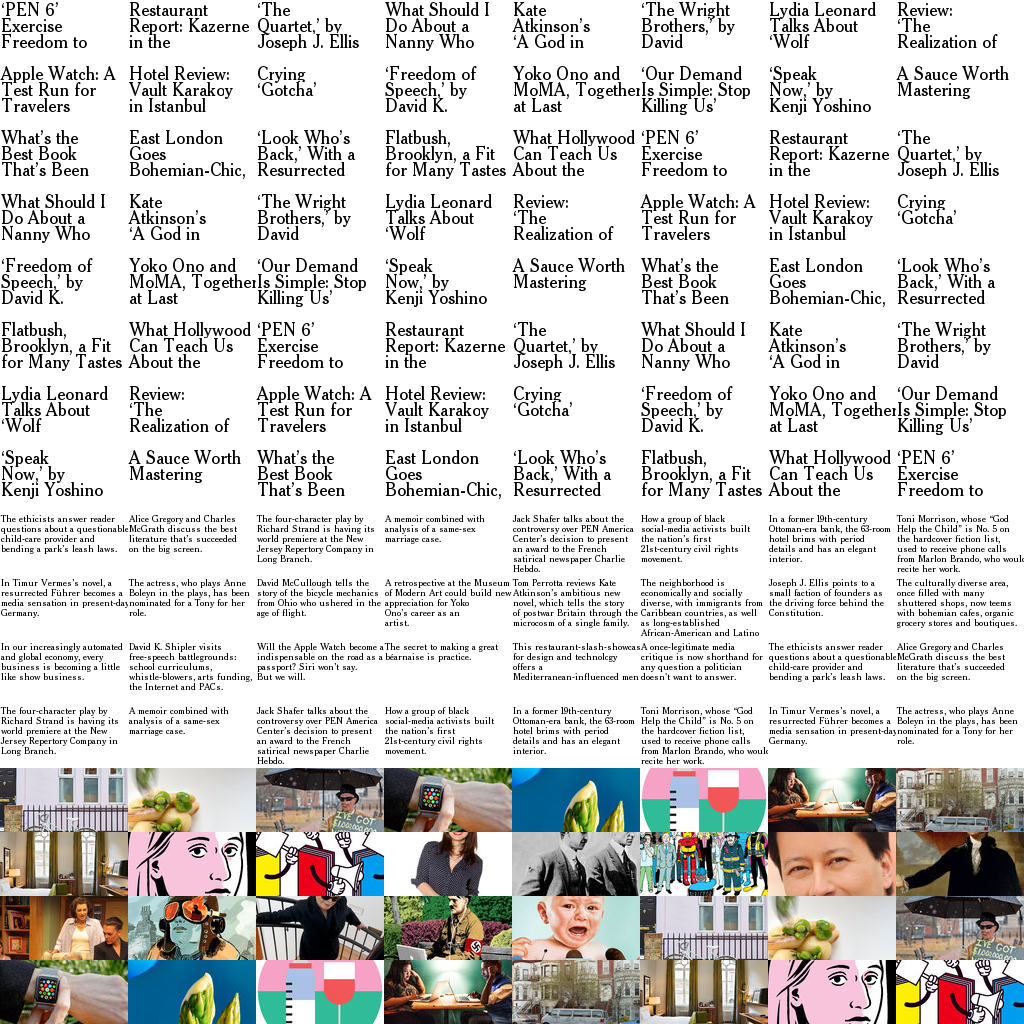 ‘PEN 6’
Exercise
Freedom to
Restaurant
Report: Kazerne
in the
‘The
Quartet,’ by
Joseph J. Ellis
What Should I
Do About a
Nanny Who
Kate
Atkinson’s
‘A God in
‘The Wright
Brothers,’ by
David
Lydia Leonard
Talks About
‘Wolf
Review:
‘The
Realization of
Apple Watch: A
Test Run for
Travelers
Hotel Review:
Vault Karakoy
in Istanbul
Crying
‘Gotcha’
‘Freedom of
Speech,’ by
David K.
Yoko Ono and
MoMA, Together
at Last
‘Our Demand
Is Simple: Stop
Killing Us’
‘Speak
Now,’ by
Kenji Yoshino
A Sauce Worth
Mastering
What’s the
Best Book
That’s Been
East London
Goes
Bohemian-Chic,
‘Look Who’s
Back,’ With a
Resurrected
Flatbush,
Brooklyn, a Fit
for Many Tastes
What Hollywood
Can Teach Us
About the
‘PEN 6’
Exercise
Freedom to
Restaurant
Report: Kazerne
in the
‘The
Quartet,’ by
Joseph J. Ellis
What Should I
Do About a
Nanny Who
Kate
Atkinson’s
‘A God in
‘The Wright
Brothers,’ by
David
Lydia Leonard
Talks About
‘Wolf
Review:
‘The
Realization of
Apple Watch: A
Test Run for
Travelers
Hotel Review:
Vault Karakoy
in Istanbul
Crying
‘Gotcha’
‘Freedom of
Speech,’ by
David K.
Yoko Ono and
MoMA, Together
at Last
‘Our Demand
Is Simple: Stop
Killing Us’
‘Speak
Now,’ by
Kenji Yoshino
A Sauce Worth
Mastering
What’s the
Best Book
That’s Been
East London
Goes
Bohemian-Chic,
‘Look Who’s
Back,’ With a
Resurrected
Flatbush,
Brooklyn, a Fit
for Many Tastes
What Hollywood
Can Teach Us
About the
‘PEN 6’
Exercise
Freedom to
Restaurant
Report: Kazerne
in the
‘The
Quartet,’ by
Joseph J. Ellis
What Should I
Do About a
Nanny Who
Kate
Atkinson’s
‘A God in
‘The Wright
Brothers,’ by
David
Lydia Leonard
Talks About
‘Wolf
Review:
‘The
Realization of
Apple Watch: A
Test Run for
Travelers
Hotel Review:
Vault Karakoy
in Istanbul
Crying
‘Gotcha’
‘Freedom of
Speech,’ by
David K.
Yoko Ono and
MoMA, Together
at Last
‘Our Demand
Is Simple: Stop
Killing Us’
‘Speak
Now,’ by
Kenji Yoshino
A Sauce Worth
Mastering
What’s the
Best Book
That’s Been
East London
Goes
Bohemian-Chic,
‘Look Who’s
Back,’ With a
Resurrected
Flatbush,
Brooklyn, a Fit
for Many Tastes
What Hollywood
Can Teach Us
About the
‘PEN 6’
Exercise
Freedom to
The ethicists answer reader
questions about a questionable
child-care provider and
bending a park’s leash laws.
Alice Gregory and Charles
McGrath discuss the best
literature that’s succeeded
on the big screen.
The four-character play by
Richard Strand is having its
world premiere at the New
Jersey Repertory Company in
Long Branch.
A memoir combined with
analysis of a same-sex
marriage case.
Jack Shafer talks about the
controversy over PEN America
Center’s decision to present
an award to the French
satirical newspaper Charlie
Hebdo.
How a group of black
social-media activists built
the nation’s first
21st-century civil rights
movement.
In a former 19th-century
Ottoman-era bank, the 63-room
hotel brims with period
details and has an elegant
interior.
Toni Morrison, whose “God
Help the Child” is No. 5 on
the hardcover fiction list,
used to receive phone calls
from Marlon Brando, who would
recite her work.
In Timur Vermes’s novel, a
resurrected Führer becomes a
media sensation in present-day
Germany.
The actress, who plays Anne
Boleyn in the plays, has been
nominated for a Tony for her
role.
David McCullough tells the
story of the bicycle mechanics
from Ohio who ushered in the
age of flight.
A retrospective at the Museum
of Modern Art could build new
appreciation for Yoko
Ono’s career as an
artist.
Tom Perrotta reviews Kate
Atkinson’s ambitious new
novel, which tells the story
of postwar Britain through the
microcosm of a single family.
The neighborhood is
economically and socially
diverse, with immigrants from
Caribbean countries, as well
as long-established
African-American and Latino
Joseph J. Ellis points to a
small faction of founders as
the driving force behind the
Constitution.
The culturally diverse area,
once filled with many
shuttered shops, now teems
with bohemian cafes, organic
grocery stores and boutiques.
In our increasingly automated
and global economy, every
business is becoming a little
like show business.
David K. Shipler visits
free-speech battlegrounds:
school curriculums,
whistle-blowers, arts funding,
the Internet and PACs.
Will the Apple Watch become a
indispensable on the road as a
passport? Siri won’t say.
But we will.
The secret to making a great
béarnaise is practice.
This restaurant-slash-showcas
for design and technology
offers a
Mediterranean-influenced men
A once-legitimate media
critique is now shorthand for
any question a politician
doesn’t want to answer.
The ethicists answer reader
questions about a questionable
child-care provider and
bending a park’s leash laws.
Alice Gregory and Charles
McGrath discuss the best
literature that’s succeeded
on the big screen.
The four-character play by
Richard Strand is having its
world premiere at the New
Jersey Repertory Company in
Long Branch.
A memoir combined with
analysis of a same-sex
marriage case.
Jack Shafer talks about the
controversy over PEN America
Center’s decision to present
an award to the French
satirical newspaper Charlie
Hebdo.
How a group of black
social-media activists built
the nation’s first
21st-century civil rights
movement.
In a former 19th-century
Ottoman-era bank, the 63-room
hotel brims with period
details and has an elegant
interior.
Toni Morrison, whose “God
Help the Child” is No. 5 on
the hardcover fiction list,
used to receive phone calls
from Marlon Brando, who would
recite her work.
In Timur Vermes’s novel, a
resurrected Führer becomes a
media sensation in present-day
Germany.
The actress, who plays Anne
Boleyn in the plays, has been
nominated for a Tony for her
role.
I'VE GOT
I'VE GOT